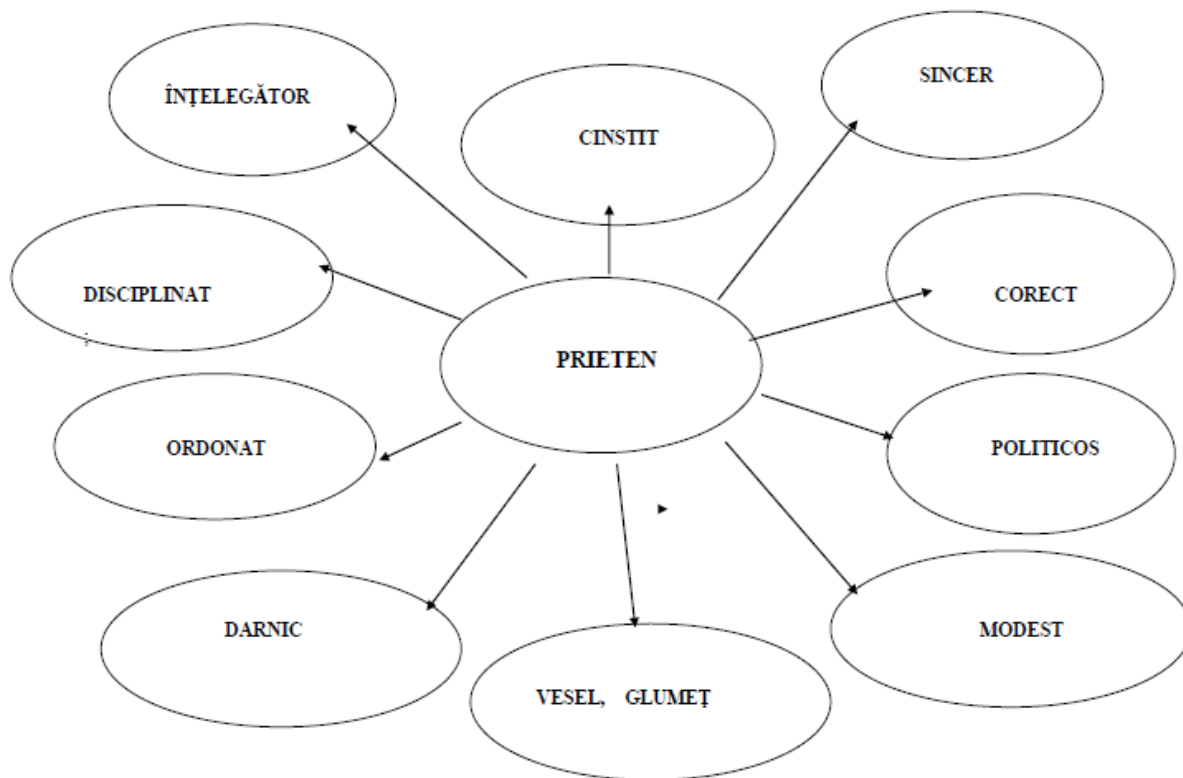 SINCER
ÎNȚELEGĂTOR
CINSTIT
DISCIPLINAT
;
CORECT
PRIETEN
ORDONAT
POLITICOS
DARNIC
MODEST
VESEL, GLUMEȚ